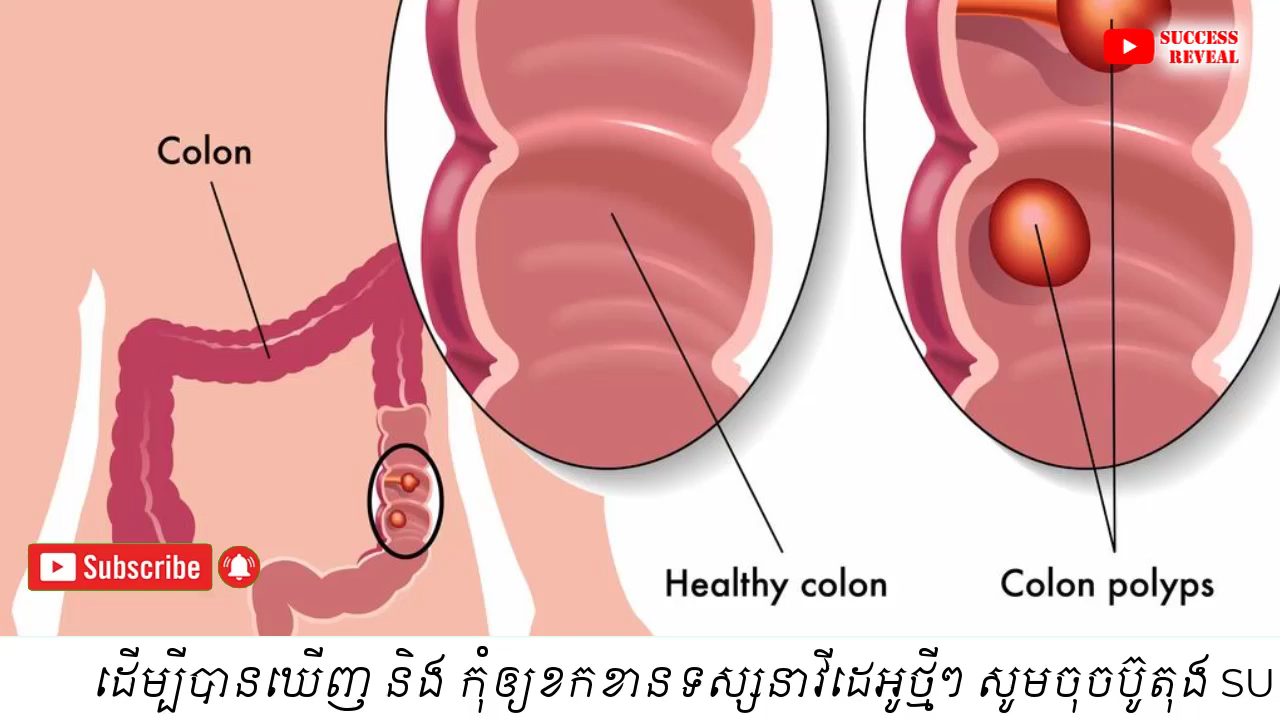 SUCCESS
REVEAL
Colon
Subscribe
Healthy colon
Colon polyps
ដើម្បីបានឃើញ និង កុំឲ្យខកខានទស្សនាវីដេអូថ្មីៗ សូមចុចប៊ូតុង SU